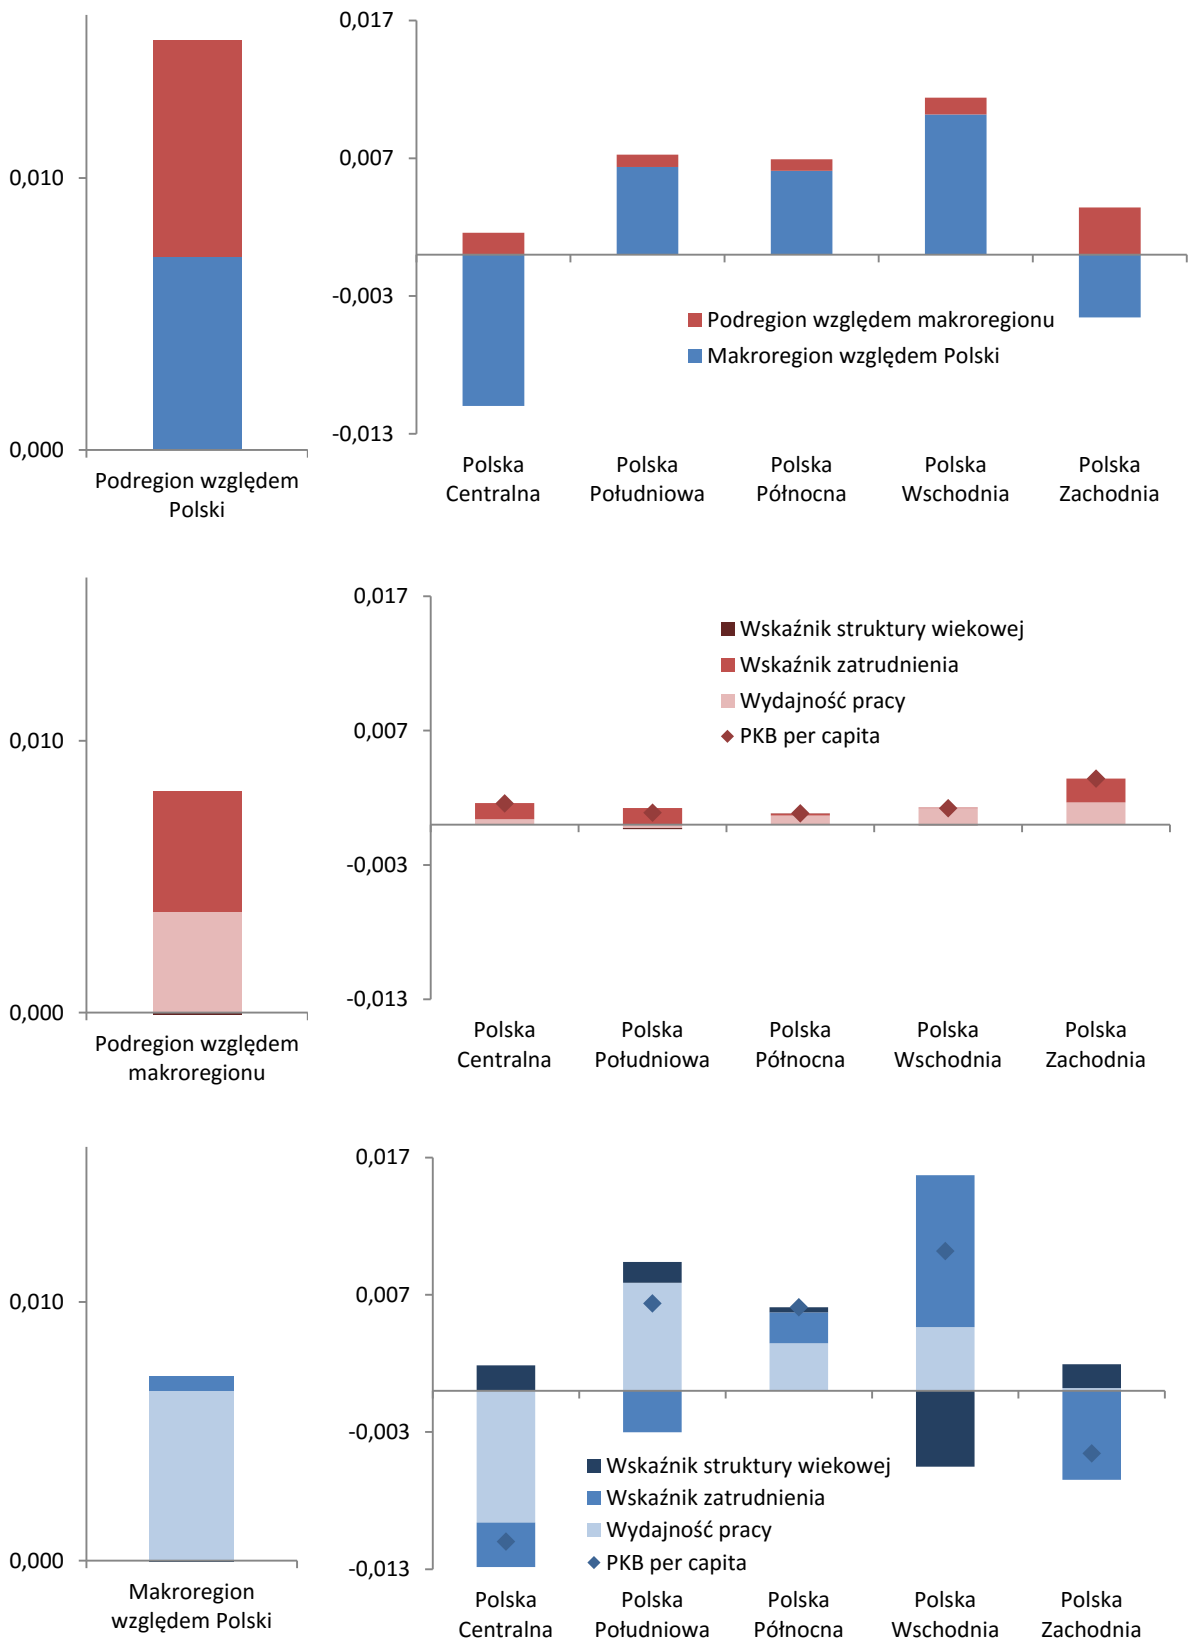 0,010
0,000
Podregion względem
Polski
0,017
0,007
-0,003
-0,013
Podregion względem makroregionu
Makroregion względem Polski
Polska
Centralna
Polska
Południowa
Polska
Północna
Polska
Wschodnia
Polska
Zachodnia
0,010
0,000
Podregion względem
makroregionu
0,017
0,007
-0,003
-0,013
Wskaźnik struktury wiekowej
Wskaźnik zatrudnienia
Wydajność pracy
PKB per capita
Polska
Centralna
Polska
Południowa
Polska
Północna
Polska
Wschodnia
Polska
Zachodnia
0,010
0,000
Makroregion
względem Polski
0,017
0,007
-0,003
-0,013
Wskaźnik struktury wiekowej
Wskaźnik zatrudnienia
Wydajność pracy
PKB per capita
Polska
Centralna
Polska
Południowa
Polska
Północna
Polska
Wschodnia
Polska
Zachodnia